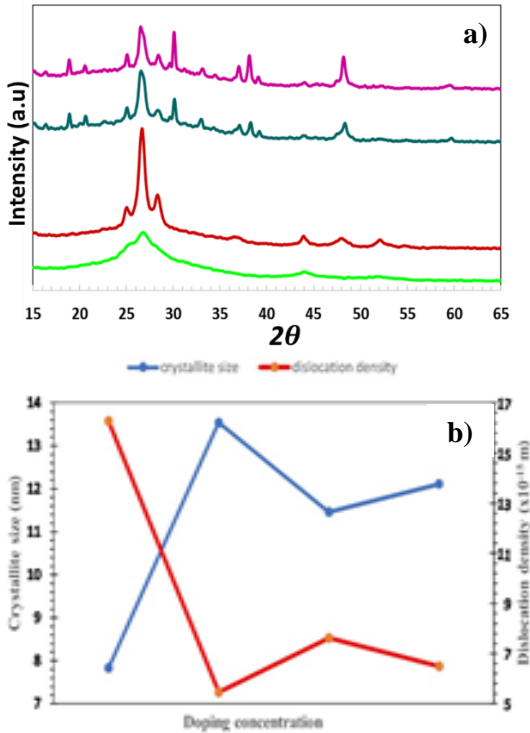 a)
Intensity (a.u)
15 20 25 30 35 40 45 50 55 60 65
2θ
crystallite size dislocation density
b)
14
13
12
11
10
9
8
7
Crystallite size (nm)
17
15
13
11
9
7
5
Dislocation density (x10⁻¹⁵ m)
Doping concentration